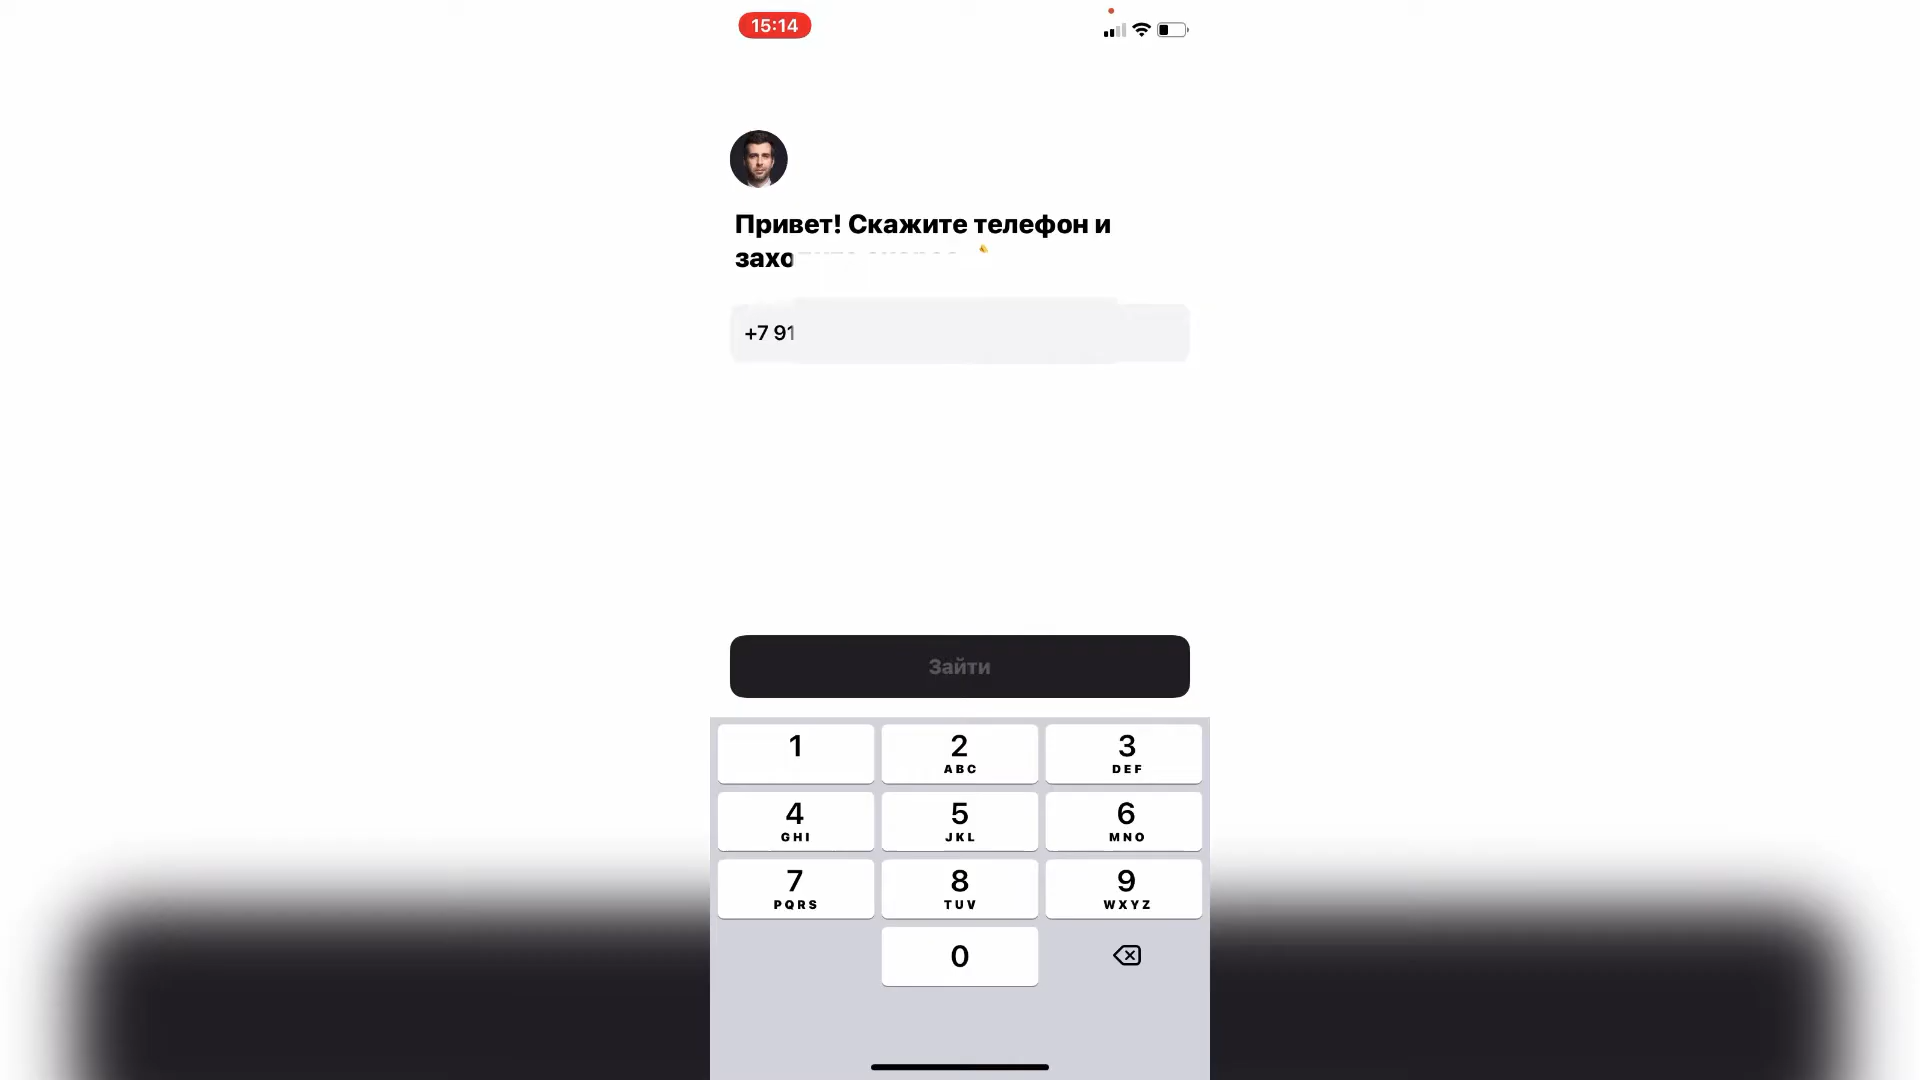 15:14
Привет! Скажите телефон и
захо
+7 91
Зайти
1
2
ABC
3
DEF
4
GHI
5
JKL
6
MNO
7
PQRS
8
TUV
9
WXYZ
0